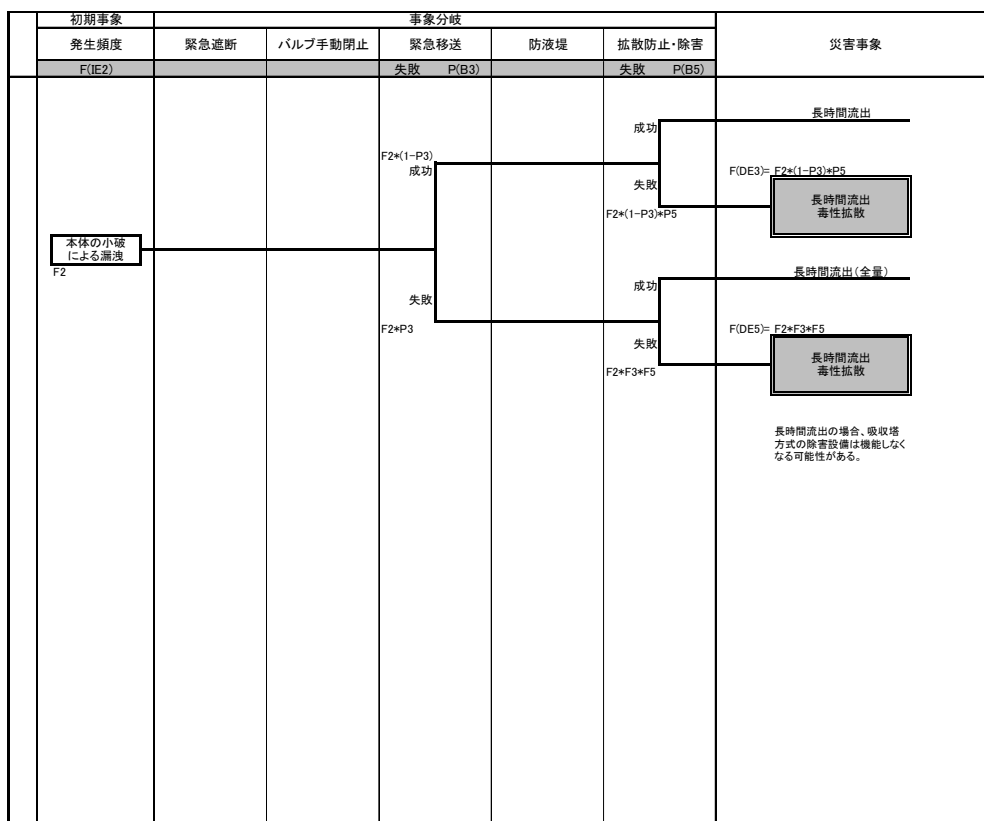 初期事象
事象分岐
発生頻度
緊急遮断
バルブ手動閉止
緊急移送
防液堤
拡散防止・除害
災害事象
F(IE2)
失敗 P(B3)
失敗 P(B5)
長時間流出
成功
F2*(1-P3)
成功
失敗
F(DE3)= F2*(1-P3)*P5
長時間流出
毒性拡散
F2*(1-P3)*P5
本体の小破
による漏洩
F2
長時間流出(全量)
成功
失敗
F2*P3
F(DE5)= F2*F3*F5
失敗
長時間流出
毒性拡散
F2*F3*F5
長時間流出の場合、吸収塔
方式の除害設備は機能しなく
なる可能性がある。